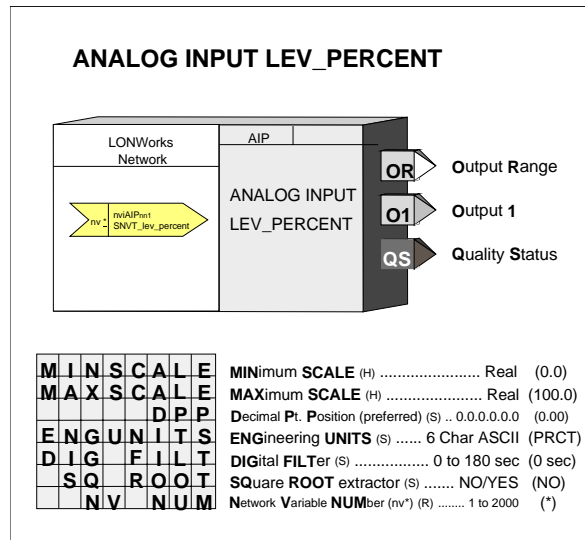 ANALOG INPUT LEV_PERCENT
LONWorks
Network
AIP
nv *
nviAIPnn1
SNVT_lev_percent
ANALOG INPUT
LEV_PERCENT
OR Output Range
O1 Output 1
QS Quality Status
MINSCALE MINimum SCALE (H) ...................... Real (0.0)
MAXSCALE MAXimum SCALE (H) ..................... Real (100.0)
DPP Decimal Pt. Position (preferred) (S) .. 0.0.0.0.0.0 (0.00)
ENGUNITS ENGineering UNITS (S) ...... 6 Char ASCII (PRCT)
DIG FILT DIGital FILTer (S) .................. 0 to 180 sec (0 sec)
SQ ROOT SQuare ROOT extractor (S) ....... NO/YES (NO)
NV NUM Network Variable NUMber (nv*) (R) ........ 1 to 2000 (*)